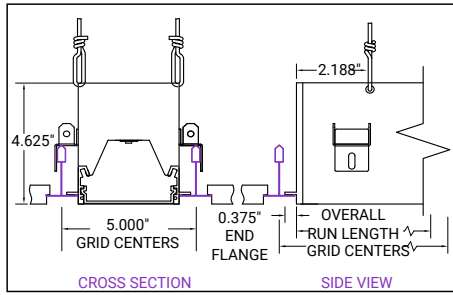 2.188"
4.625"
5.000"
GRID CENTERS
0.375"
END
FLANGE
OVERALL
RUN LENGTH
GRID CENTERS
CROSS SECTION
SIDE VIEW